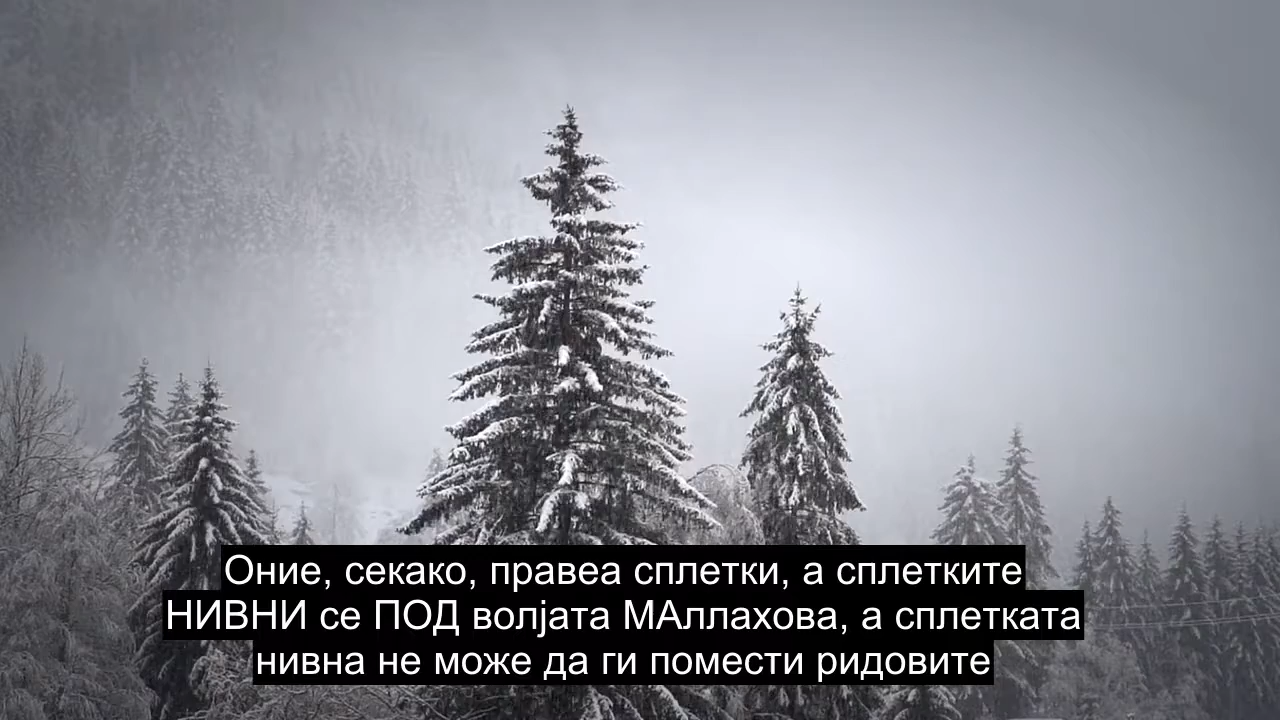 Оние, секако, правеа сплетки, а сплетките
НИВНИ се ПОД волјата МАллахова, а сплетката
нивна не може да ги помести ридовите